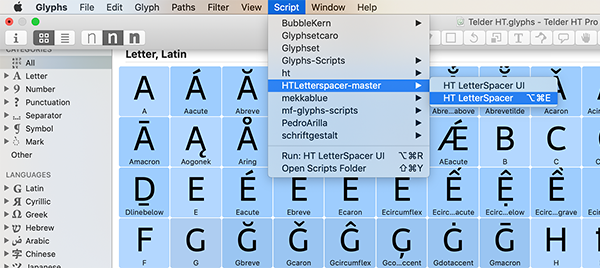 Glyphs File Edit Glyph Path Filter View Script Window Help
Telder HT.glyphs - Telder HT Pro
CATEGORIES
All
Letter
Number
Punctuation
Separator
Symbol
Mark
Other
LANGUAGES
Latin
Cyrillic
Greek
Hebrew
Arabic
Chinese
Japanese
Letter, Latin
A Á Ă
A Aacute Abreve Abre...above Abrevetilde Acaron
Ā Ą Å Ǽ B C
Amacron Aogonek Aring AEacute B C
Ḏ E É Ĕ Ě Ê Ế Ệ Ề
Dlinebelow E Eacute Ebreve Ecaron Ecircumflex Ecirc...acute Ecirc...elow Ecirc...grave
F G Ğ Ǧ Ĝ Ģ Ġ Ḡ H
F G Gbreve Gcaron Gcircumflex Gco...ccent Gdotaccent Gmacron H
BubbleKern
Glyphsetcaro
Glyphset
Glyphs-Scripts
ht
HTLetterspacer-master
mekkablue
mf-glyphs-scripts
PedroArilla
schriftgestalt
Run: HT LetterSpacer UI ⌥⌘R
Open Scripts Folder ⇧⌘Y
HT LetterSpacer UI
HT LetterSpacer ⌥⌘E